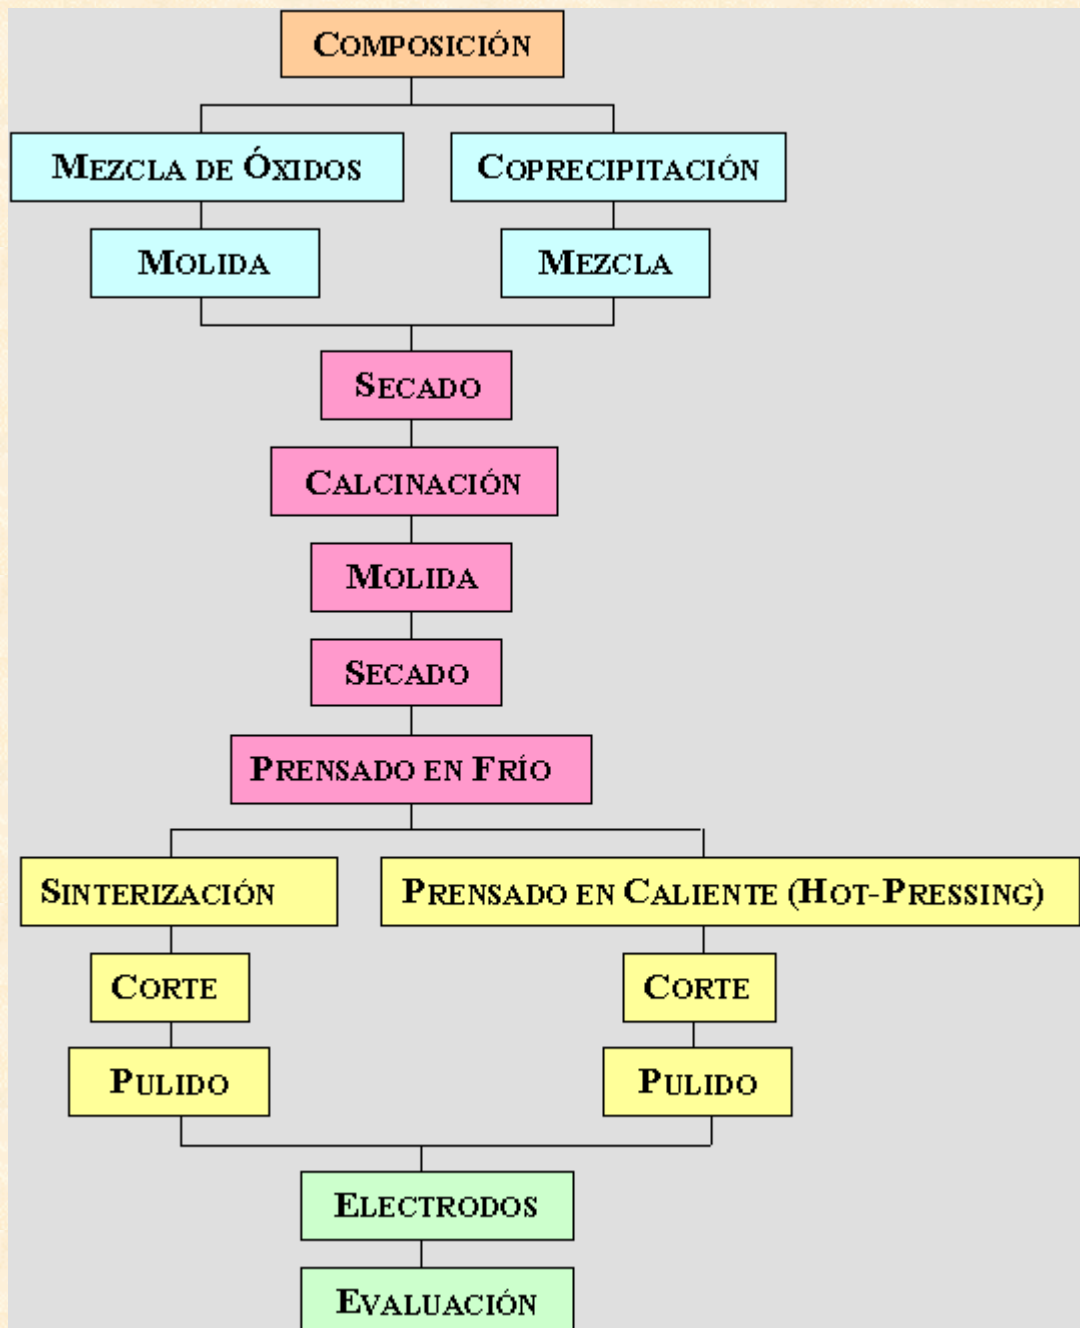 COMPOSICIÓN
MEZCLA DE ÓXIDOS
COPRECIPITACIÓN
MOLIDA
MEZCLA
SECADO
CALCINACIÓN
MOLIDA
SECADO
PRENSADO EN FRÍO
SINTERIZACIÓN
PRENSADO EN CALIENTE (HOT-PRESSING)
CORTE
CORTE
PULIDO
PULIDO
ELECTRODOS
EVALUACIÓN